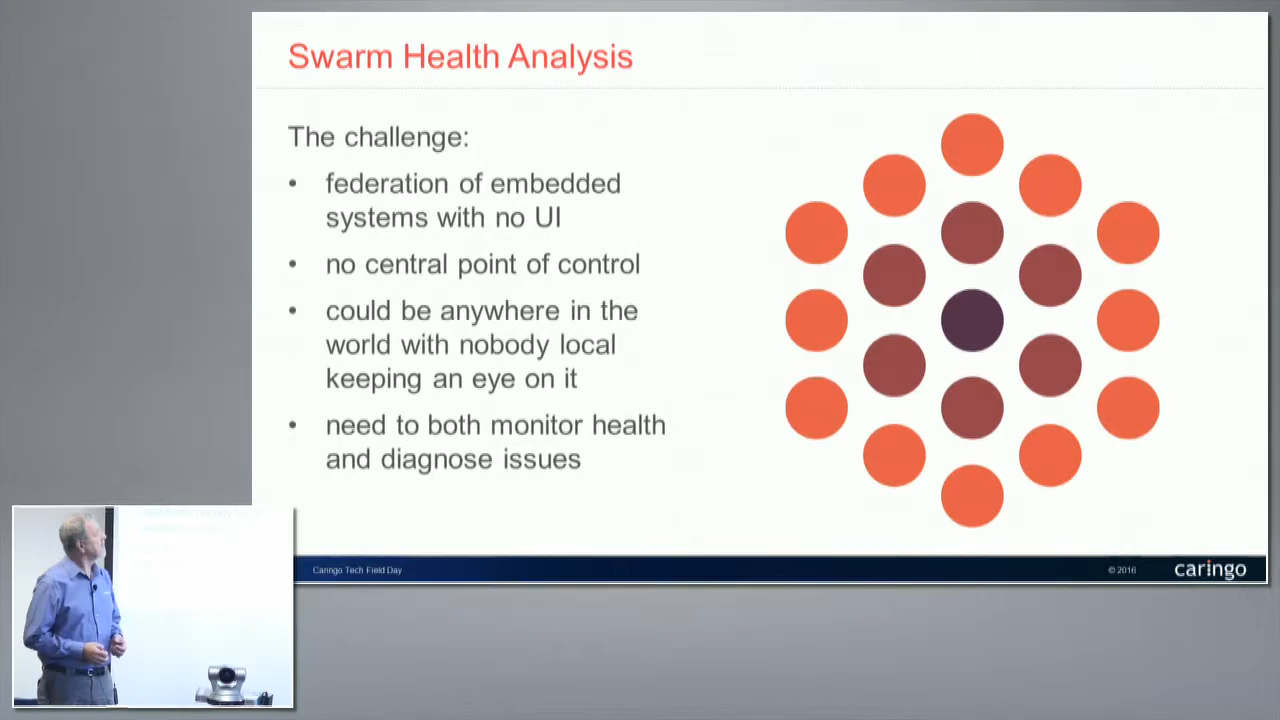 Swarm Health Analysis
The challenge:
• federation of embedded
systems with no UI
• no central point of control
• could be anywhere in the
world with nobody local
keeping an eye on it
• need to both monitor health
and diagnose issues
Caringo Tech Field Day
© 2016
caringo